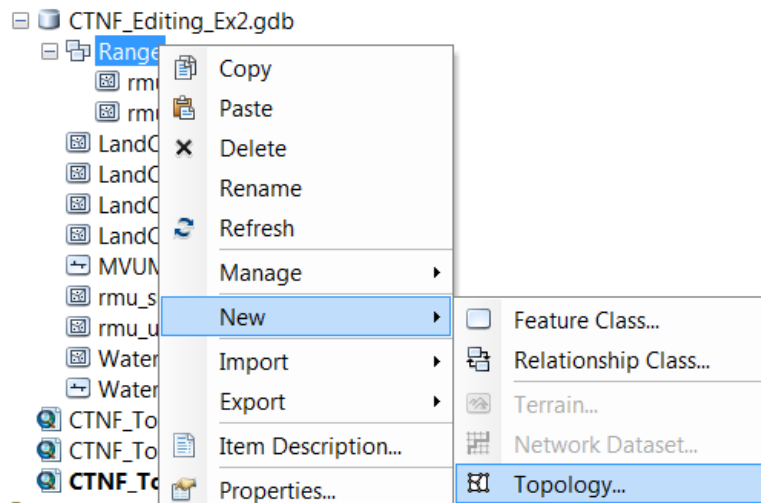 CTNF_Editing_Ex2.gdb
Range
rmu
rmu
LandC
LandC
LandC
LandC
MVUM
rmu_s
rmu_u
Water
Water
CTNF_To
CTNF_To
CTNF_To
Copy
Paste
Delete
Rename
Refresh
Manage
New
Import
Export
Item Description...
Properties...
Feature Class...
Relationship Class...
Terrain...
Network Dataset...
Topology...